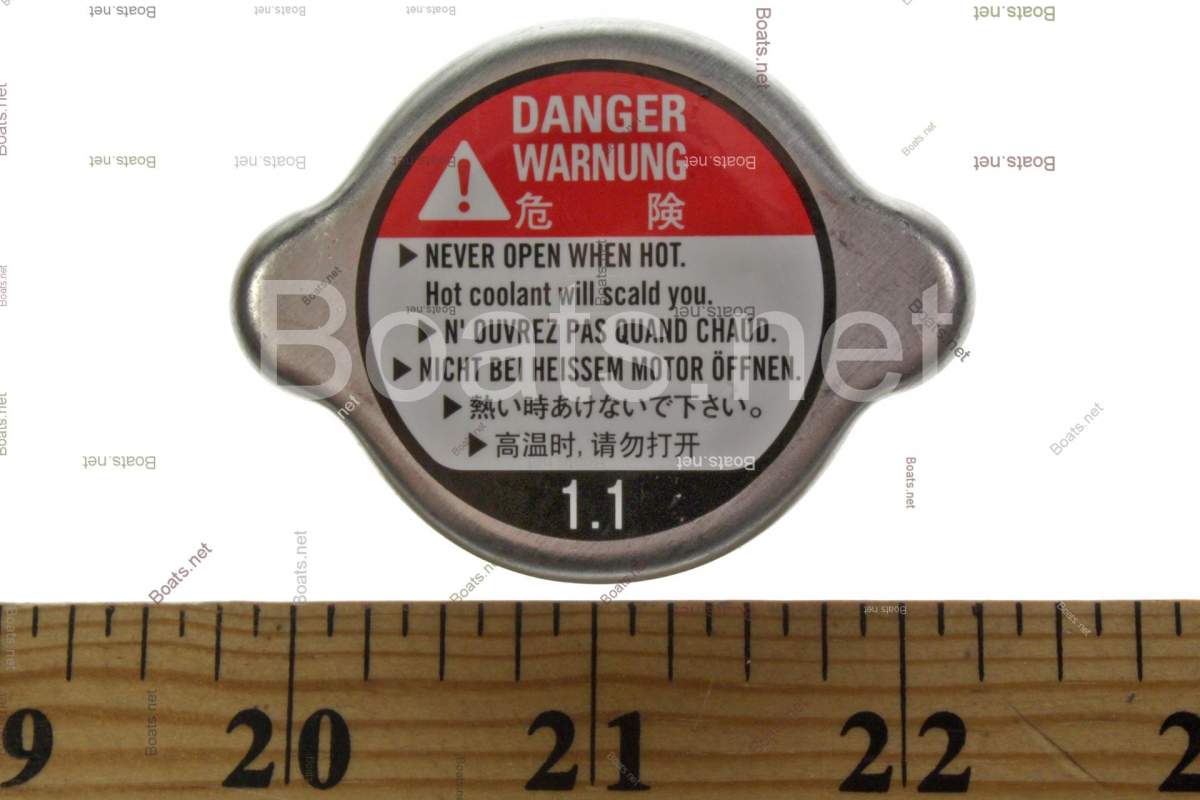 DANGER
WARNUNG
危 険
▶ NEVER OPEN WHEN HOT.
Hot coolant will scald you.
▶ N' OUVREZ PAS QUAND CHAUD.
▶ NICHT BEI HEISSEM MOTOR ÖFFNEN.
▶ 熱い時あけないで下さい。
▶ 高温时, 请勿打开
1.1
Boats.net
9 20 21 22 2